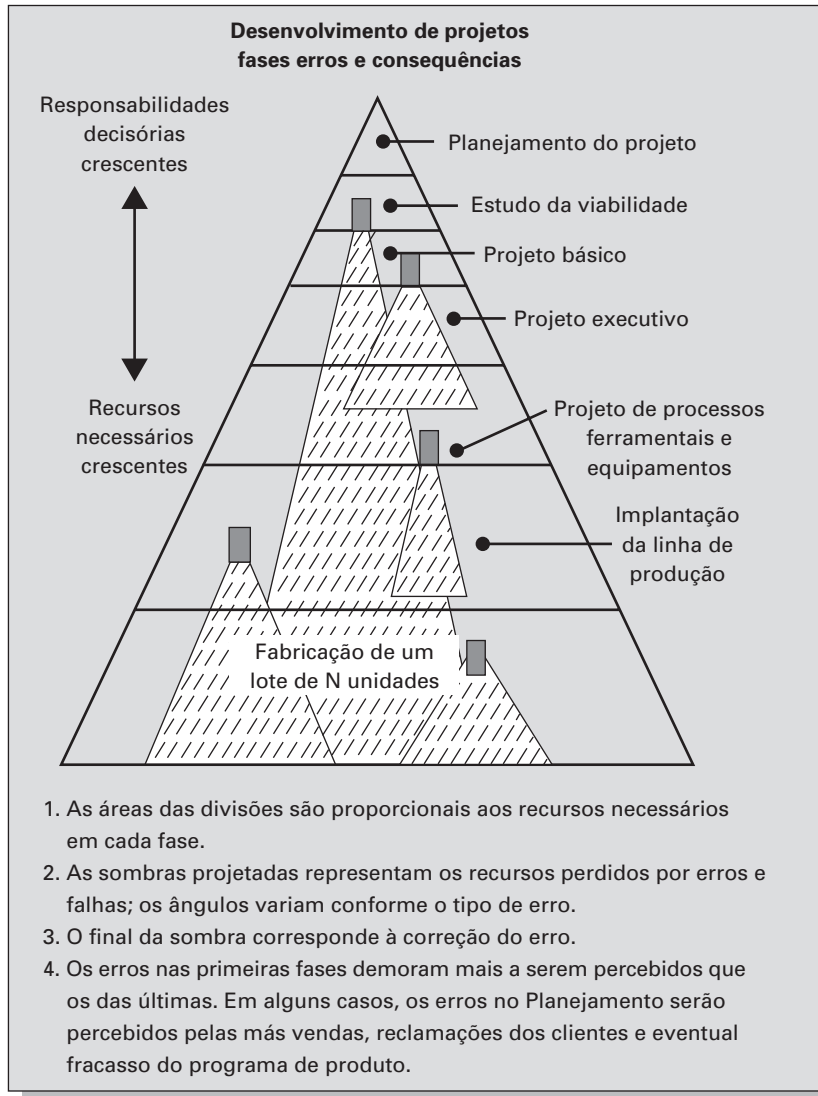 Desenvolvimento de projetos
fases erros e consequências
Responsabilidades
decisórias
crescentes
Recursos
necessários
crescentes
Planejamento do projeto
Estudo da viabilidade
Projeto básico
Projeto executivo
Projeto de processos
ferramentais e
equipamentos
Implantação
da linha de
produção
Fabricação de um
lote de N unidades
1. As áreas das divisões são proporcionais aos recursos necessários
em cada fase.
2. As sombras projetadas representam os recursos perdidos por erros e
falhas; os ângulos variam conforme o tipo de erro.
3. O final da sombra corresponde à correção do erro.
4. Os erros nas primeiras fases demoram mais a serem percebidos que
os das últimas. Em alguns casos, os erros no Planejamento serão
percebidos pelas más vendas, reclamações dos clientes e eventual
fracasso do programa de produto.